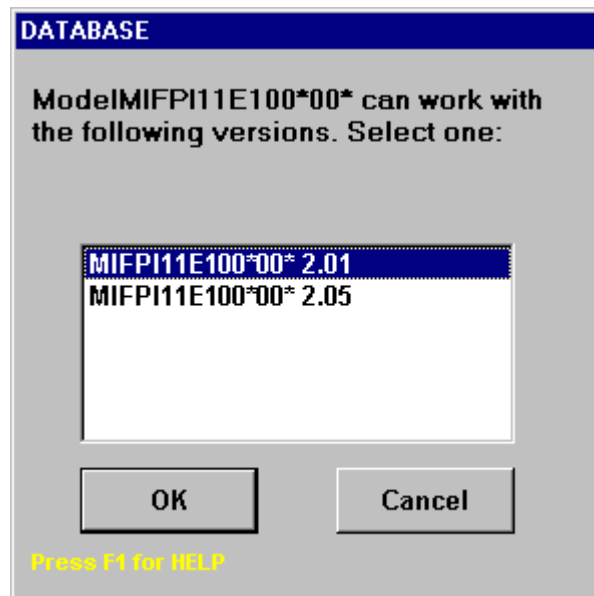 DATABASE
ModelMIFPI11E100*00* can work with
the following versions. Select one:
MIFPI11E100*00* 2.01
MIFPI11E100*00* 2.05
OK
Cancel
Press F1 for HELP